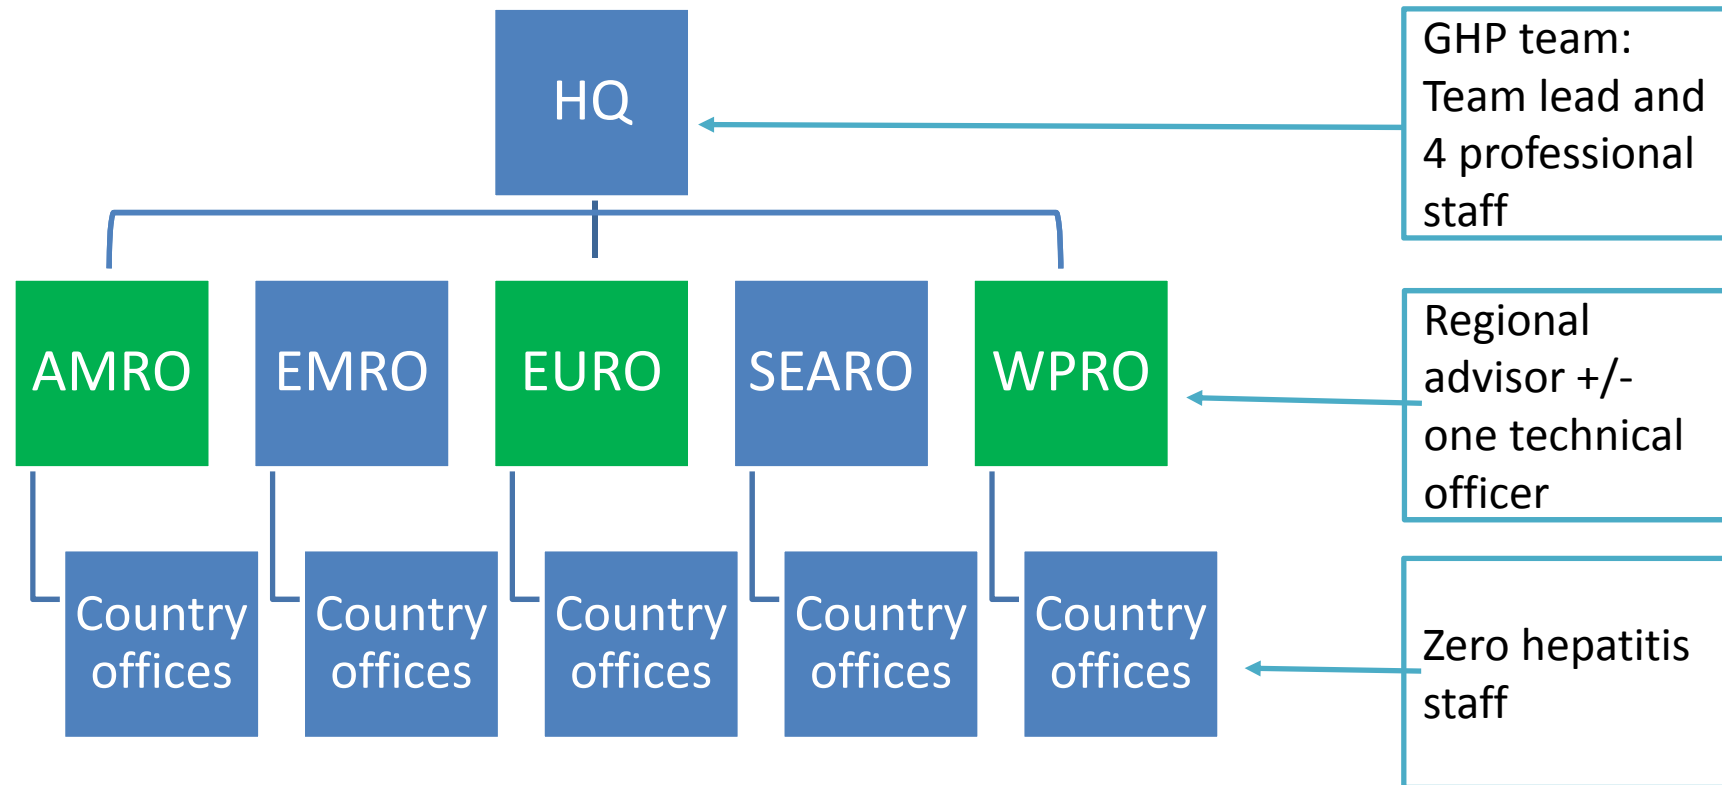 HQ
GHP team:
Team lead and
4 professional
staff
AMRO
EMRO
EURO
SEARO
WPRO
Regional
advisor +/-
one technical
officer
Country
offices
Country
offices
Country
offices
Country
offices
Country
offices
Zero hepatitis
staff